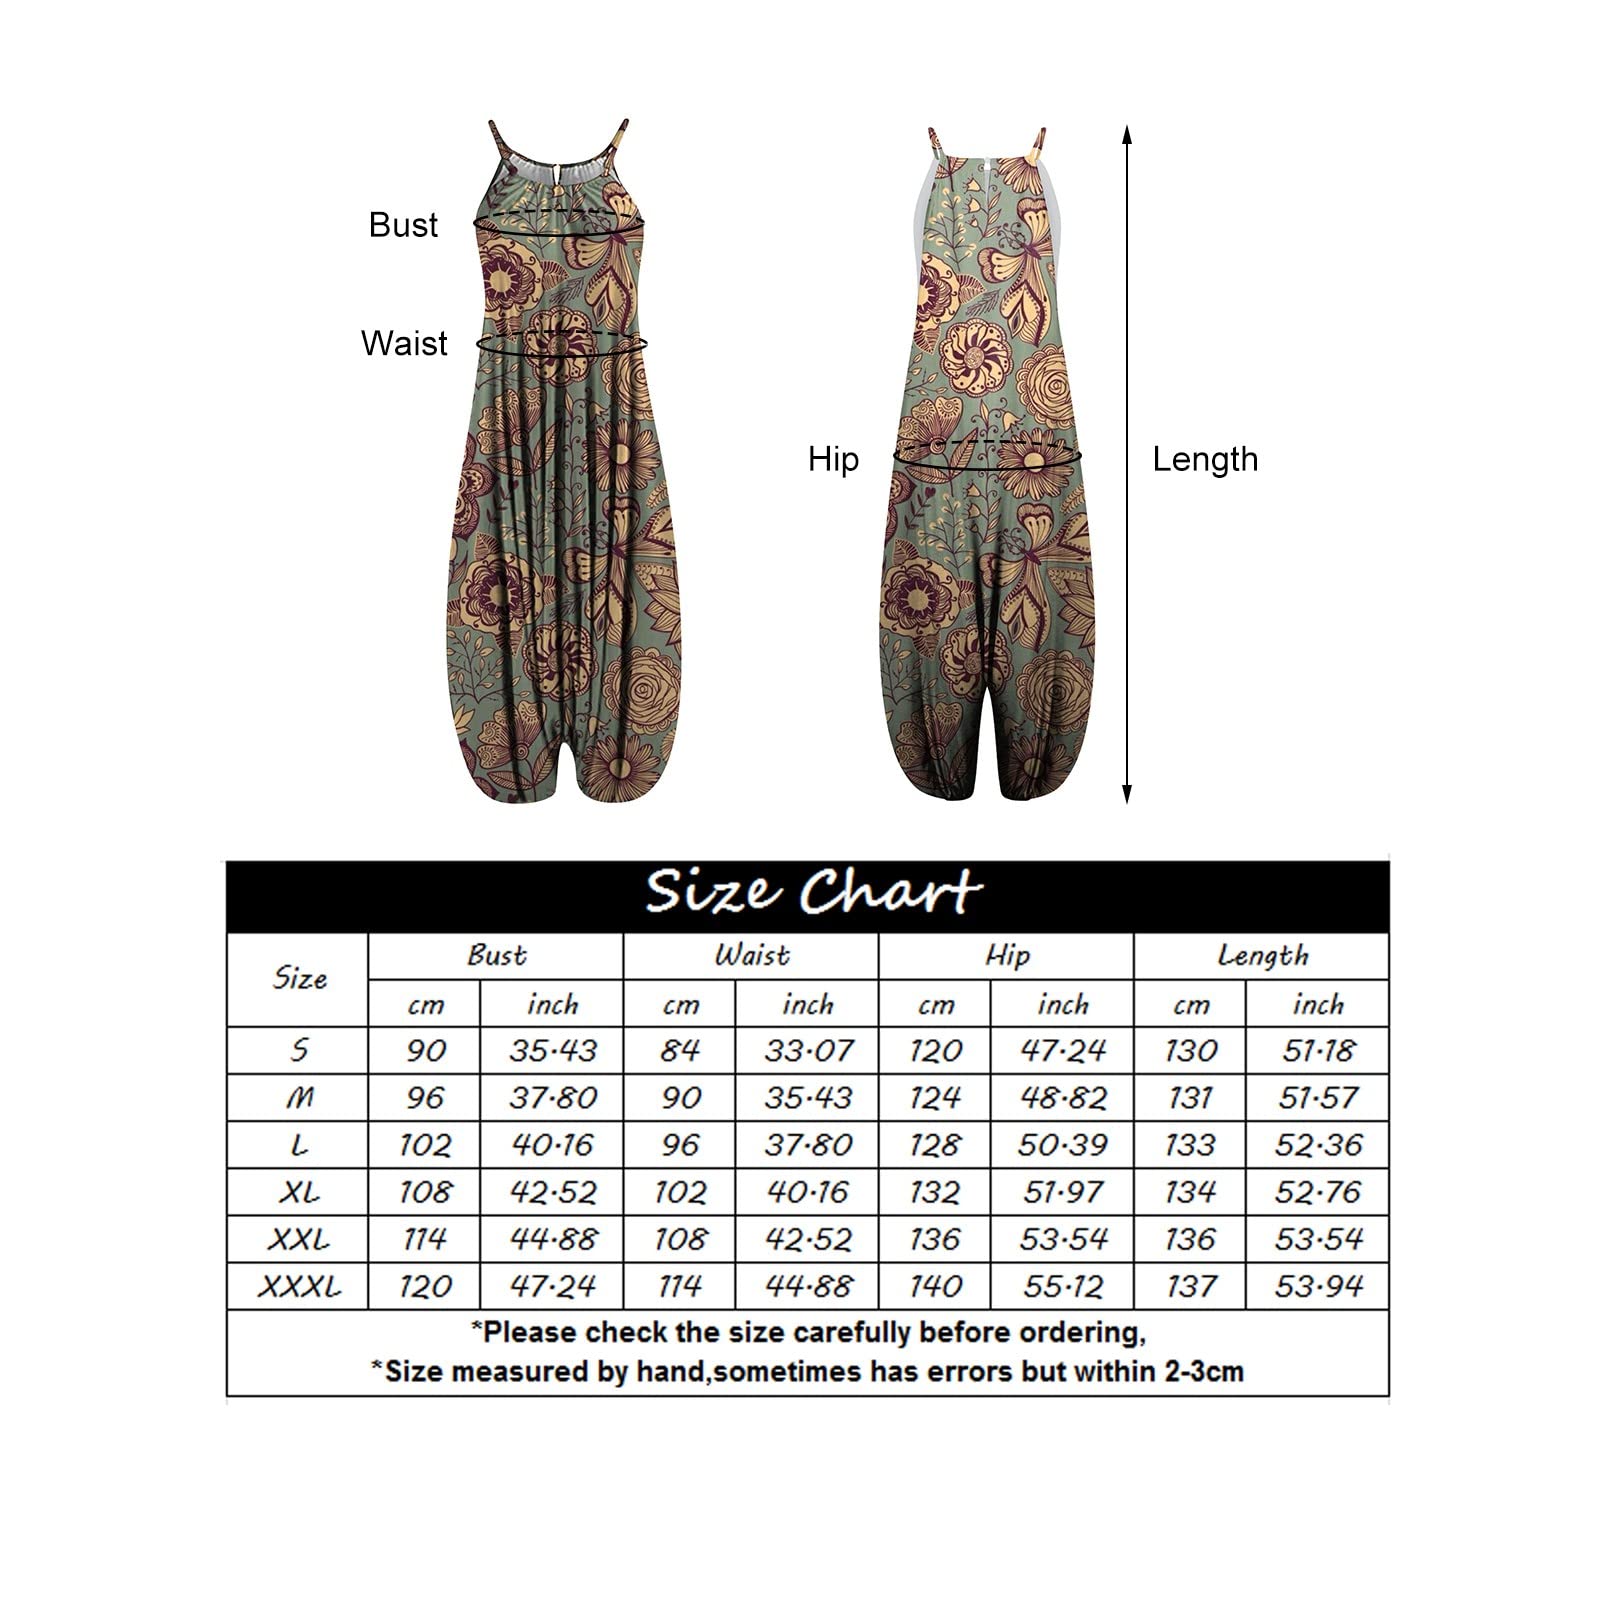 Bust
Waist
Hip
Length
Size Chart
Size Bust Waist Hip Length
cm inch cm inch cm inch cm inch
S 90 35.43 84 33.07 120 47.24 130 51.18
M 96 37.80 90 35.43 124 48.82 131 51.57
L 102 40.16 96 37.80 128 50.39 133 52.36
XL 108 42.52 102 40.16 132 51.97 134 52.76
XXL 114 44.88 108 42.52 136 53.54 136 53.54
XXXL 120 47.24 114 44.88 140 55.12 137 53.94
*Please check the size carefully before ordering,
*Size measured by hand,sometimes has errors but within 2-3cm